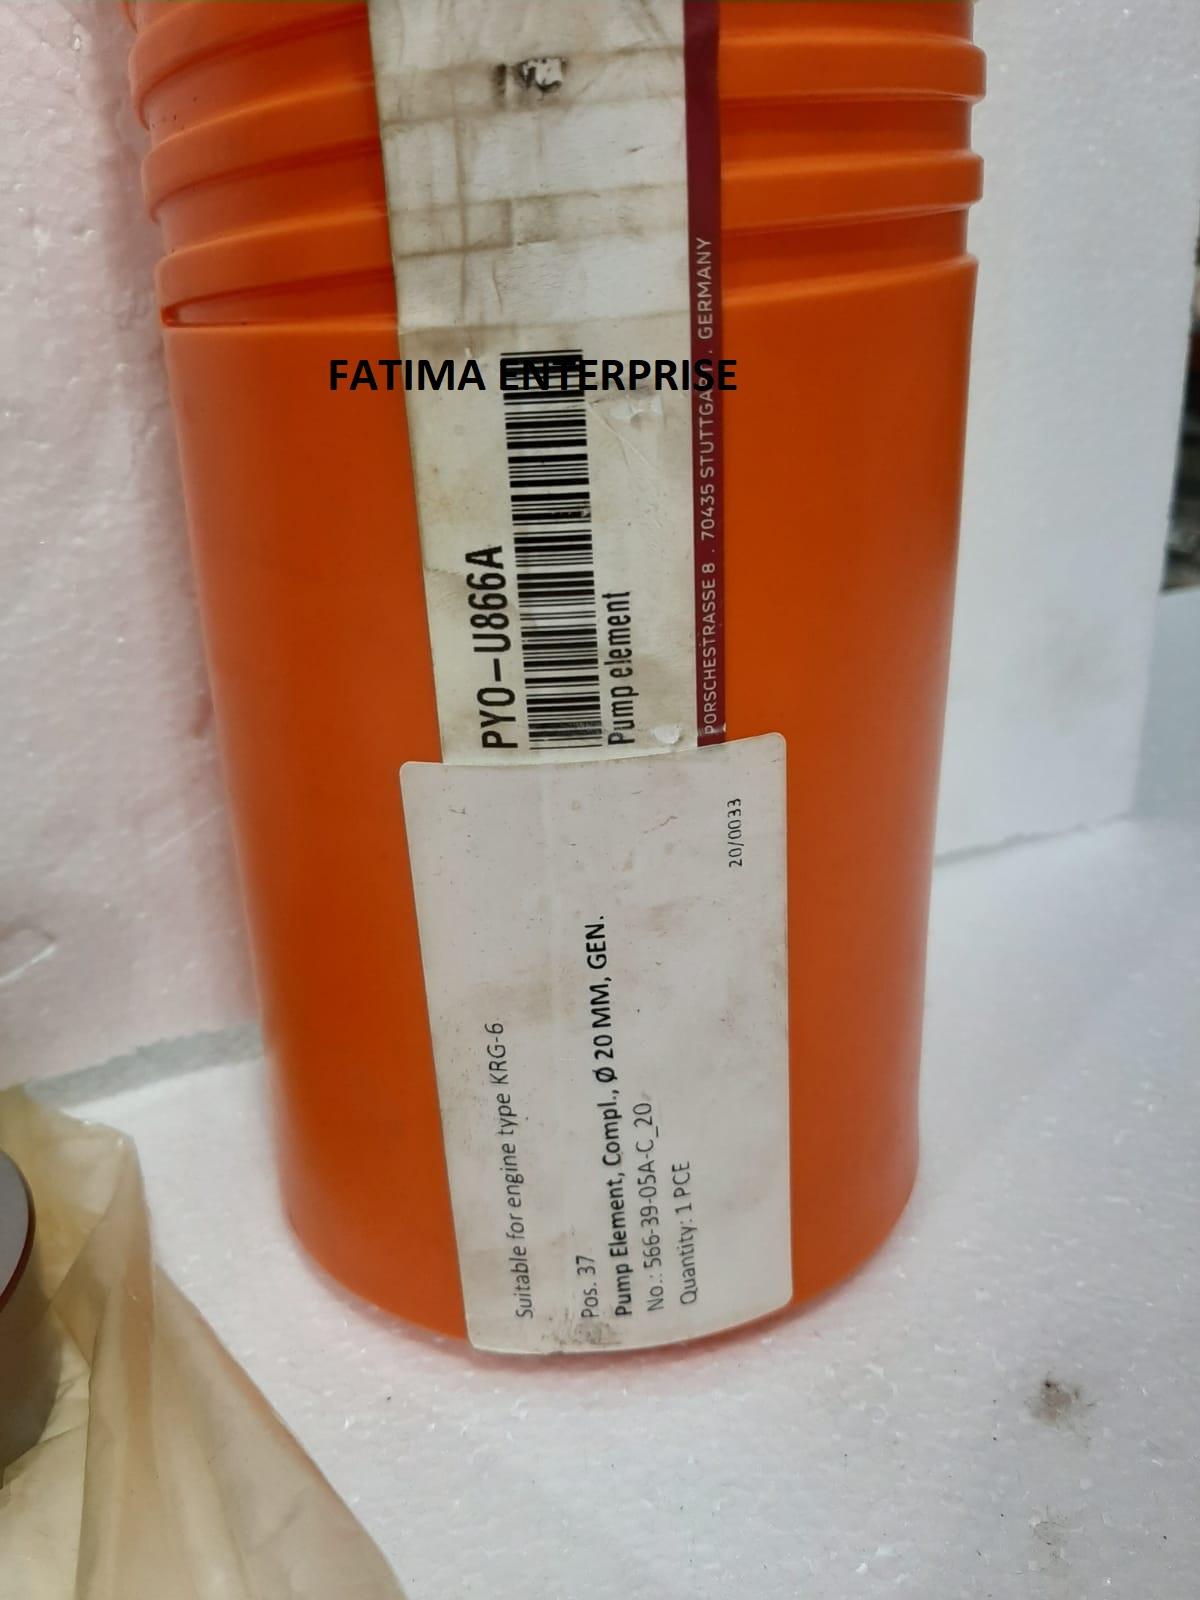 FATIMA ENTERPRISE
PYO-U866A
Pump element
PORSCHESTRASSE 8 . 70435 STUTTGART . GERMANY
Suitable for engine type KRG-6
Pos. 37
Pump Element, Compl., Ø 20 MM, GEN.
No.: 566-39-05A-C_20
Quantity: 1 PCE
20/0033